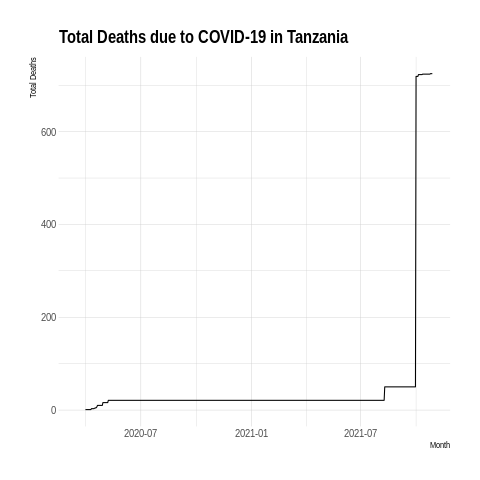 Total Deaths due to COVID-19 in Tanzania
Total Deaths
600
400
200
0
2020-07 2021-01 2021-07
Month